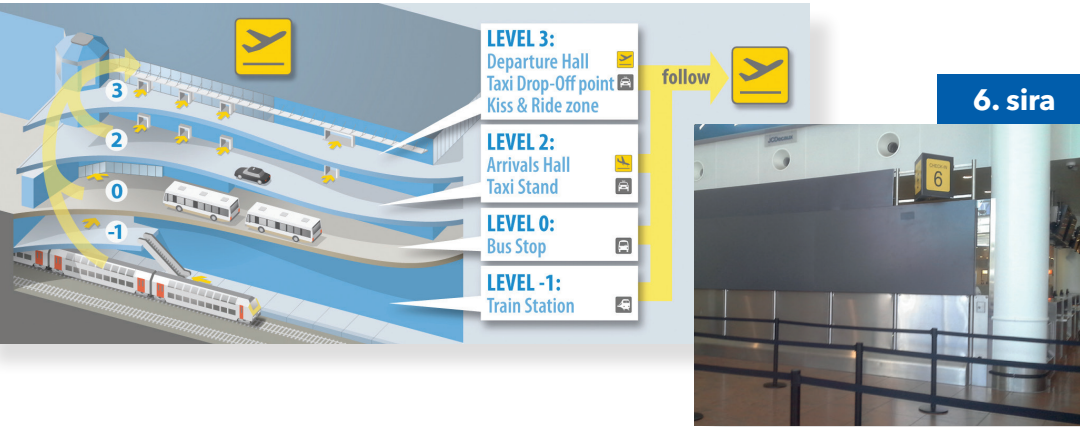 3
2
0
-1
LEVEL 3:
Departure Hall
Taxi Drop-Off point
Kiss & Ride zone
LEVEL 2:
Arrivals Hall
Taxi Stand
LEVEL 0:
Bus Stop
LEVEL -1:
Train Station
follow
6. sira
JCDecaux
6